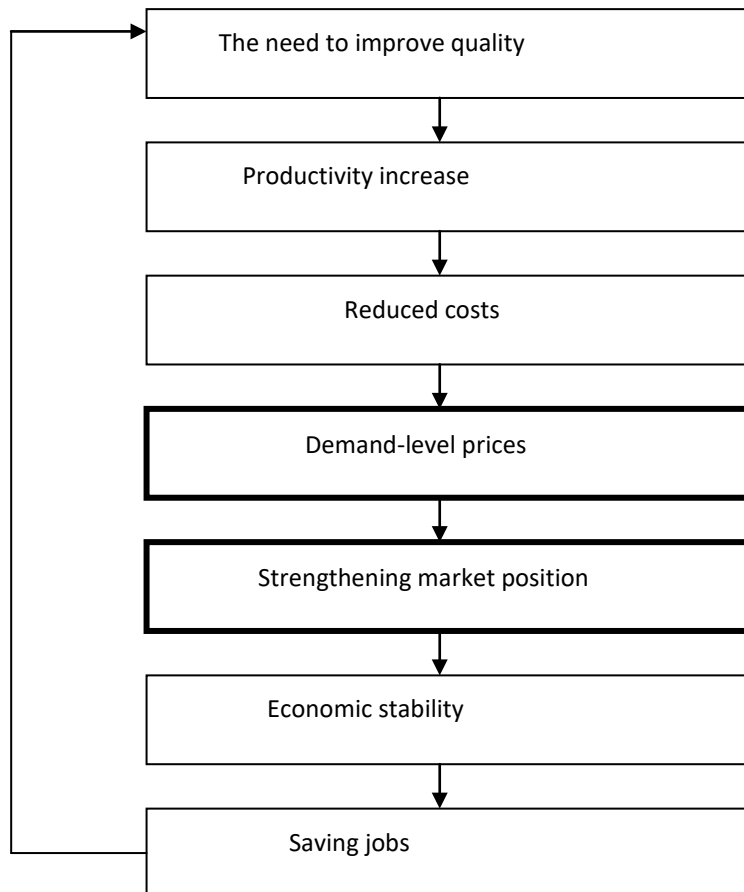 The need to improve quality
Productivity increase
Reduced costs
Demand-level prices
Strengthening market position
Economic stability
Saving jobs